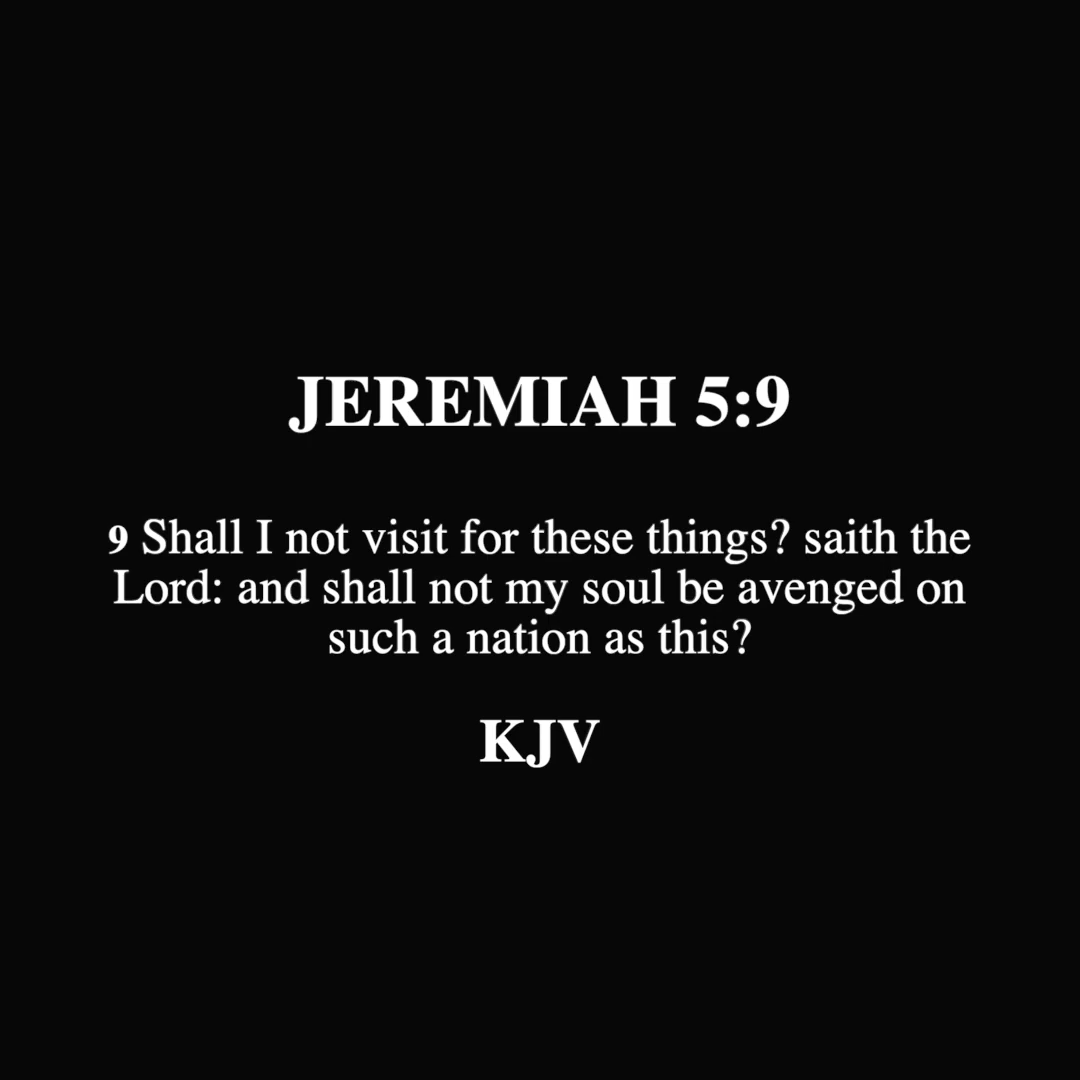 JEREMIAH 5:9
9 Shall I not visit for these things? saith the
Lord: and shall not my soul be avenged on
such a nation as this?
KJV